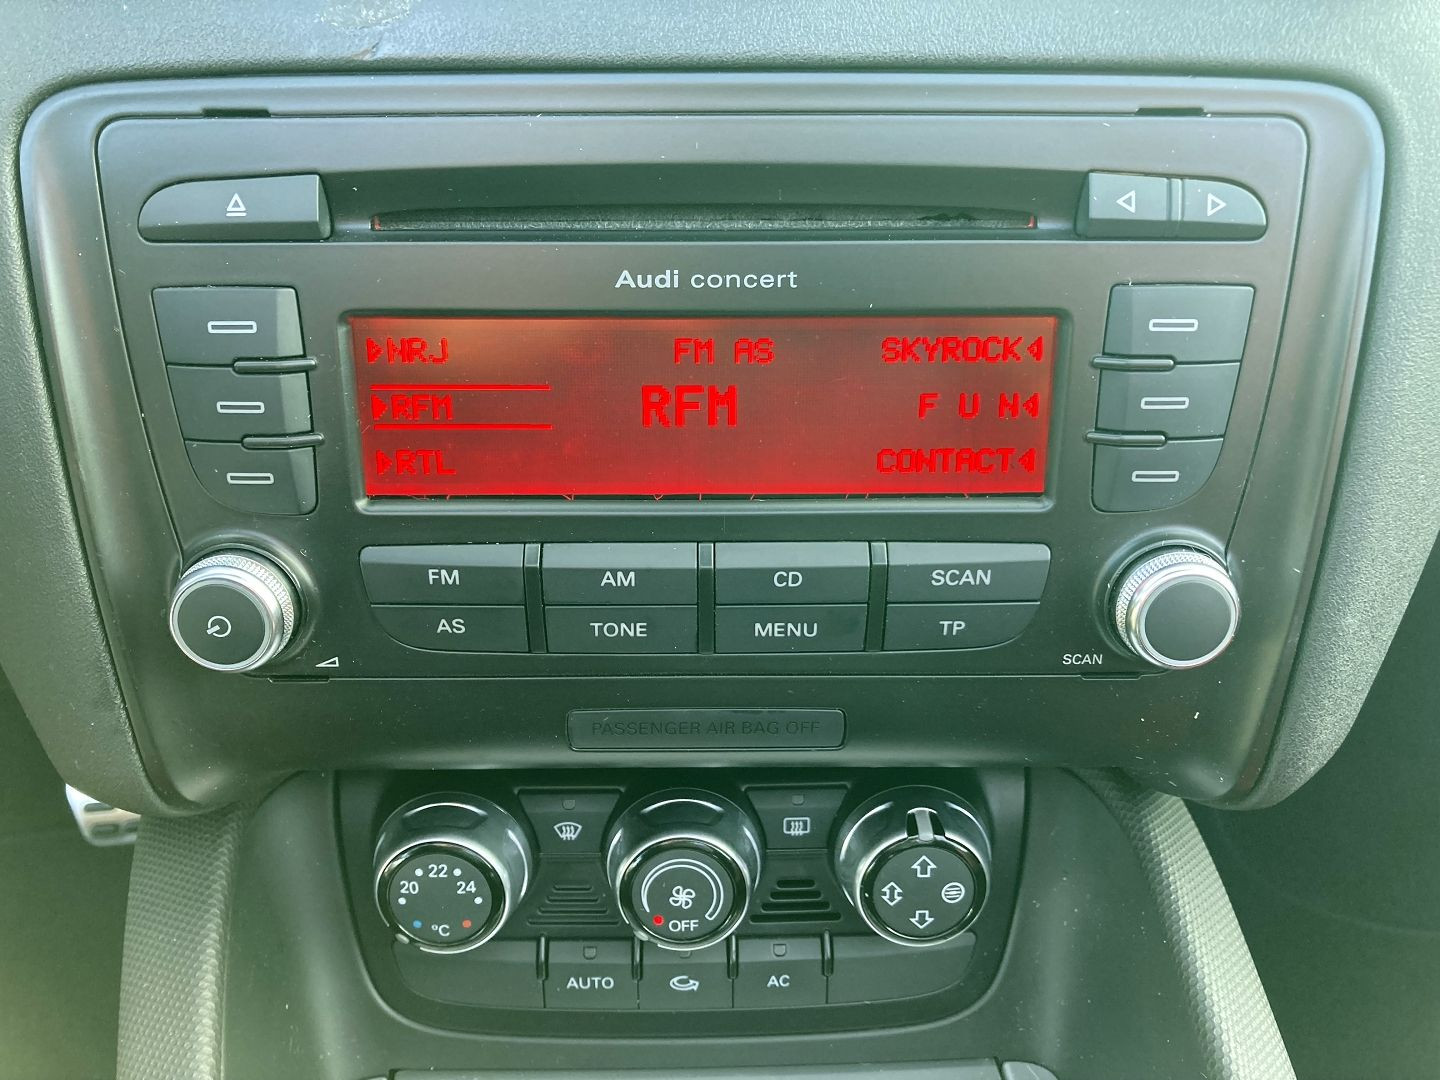 Audi concert
NRJ FM AS SKYROCK
RFM RFM F U N
RTL CONTACT
FM AM CD SCAN
AS TONE MENU TP
SCAN
PASSENGER AIR BAG OFF
20 22 24
°C
OFF
AUTO AC